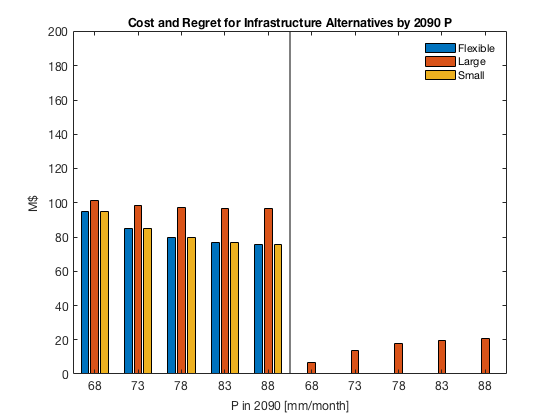 Cost and Regret for Infrastructure Alternatives by 2090 P
200
180
160
140
120
100
80
60
40
20
0
M$
Flexible
Large
Small
68 73 78 83 88 68 73 78 83 88
P in 2090 [mm/month]